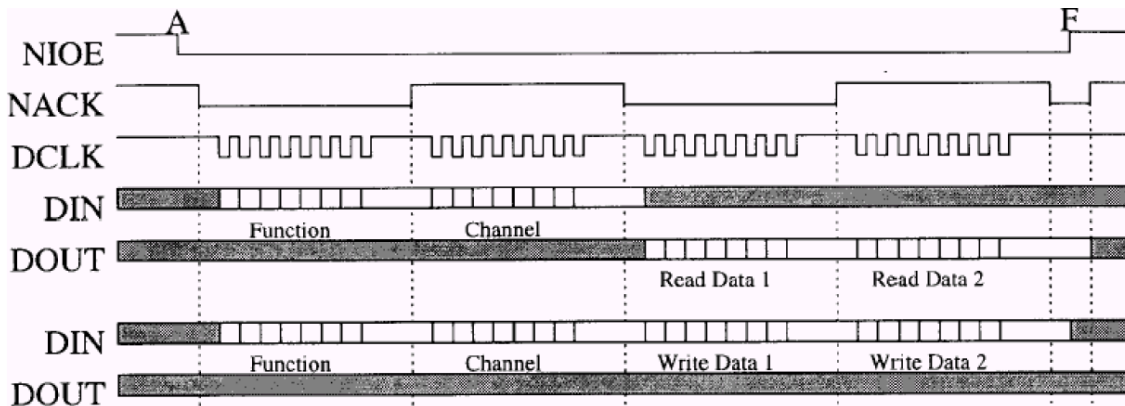 A F
NIOE
NACK
DCLK
DIN
Function Channel
DOUT
Read Data 1 Read Data 2
DIN
Function Channel Write Data 1 Write Data 2
DOUT